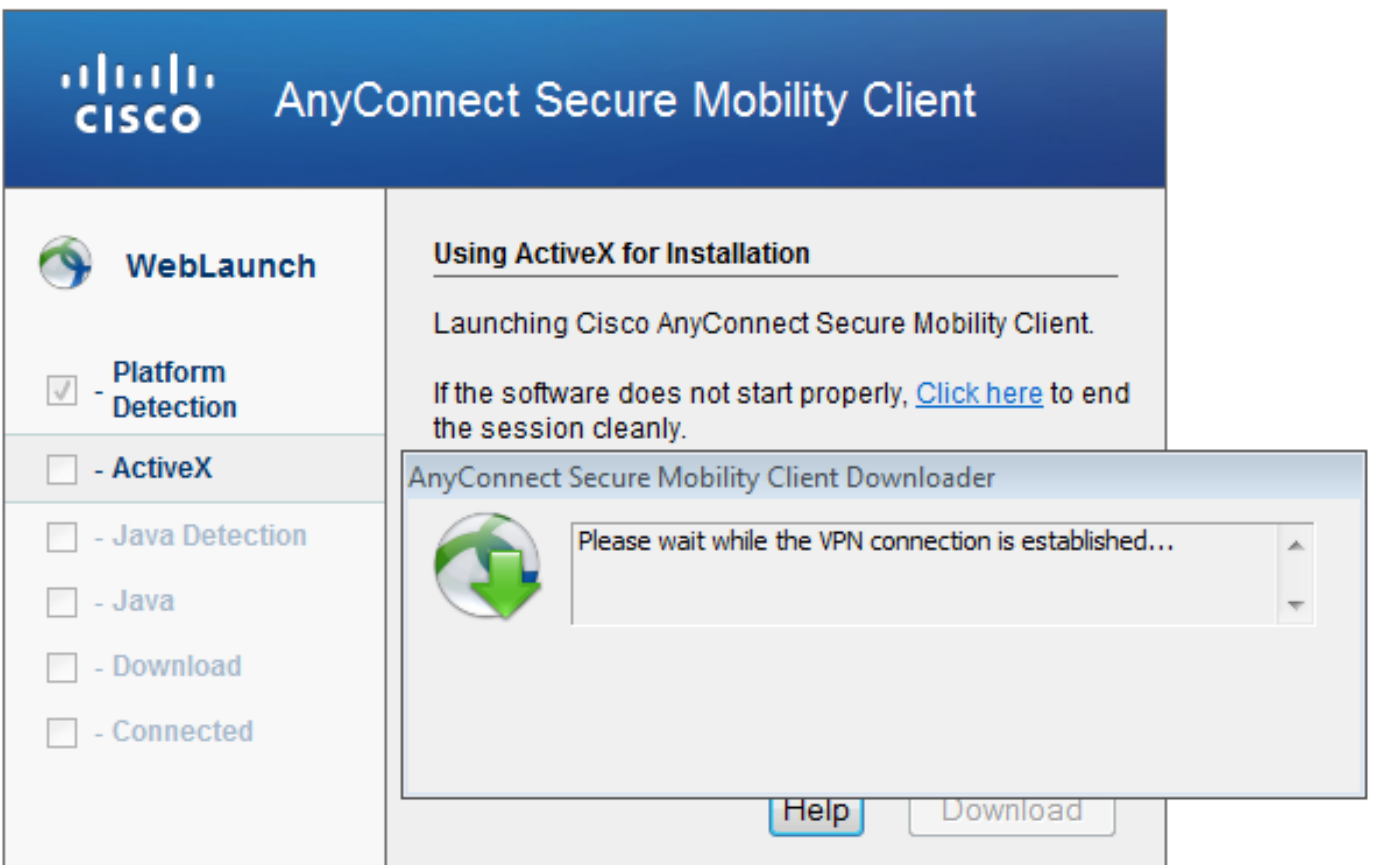 CISCO
AnyConnect Secure Mobility Client
WebLaunch
- Platform
Detection
- ActiveX
- Java Detection
- Java
- Download
- Connected
Using ActiveX for Installation
Launching Cisco AnyConnect Secure Mobility Client.
If the software does not start properly, Click here to end
the session cleanly.
AnyConnect Secure Mobility Client Downloader
Please wait while the VPN connection is established...
Help
Download